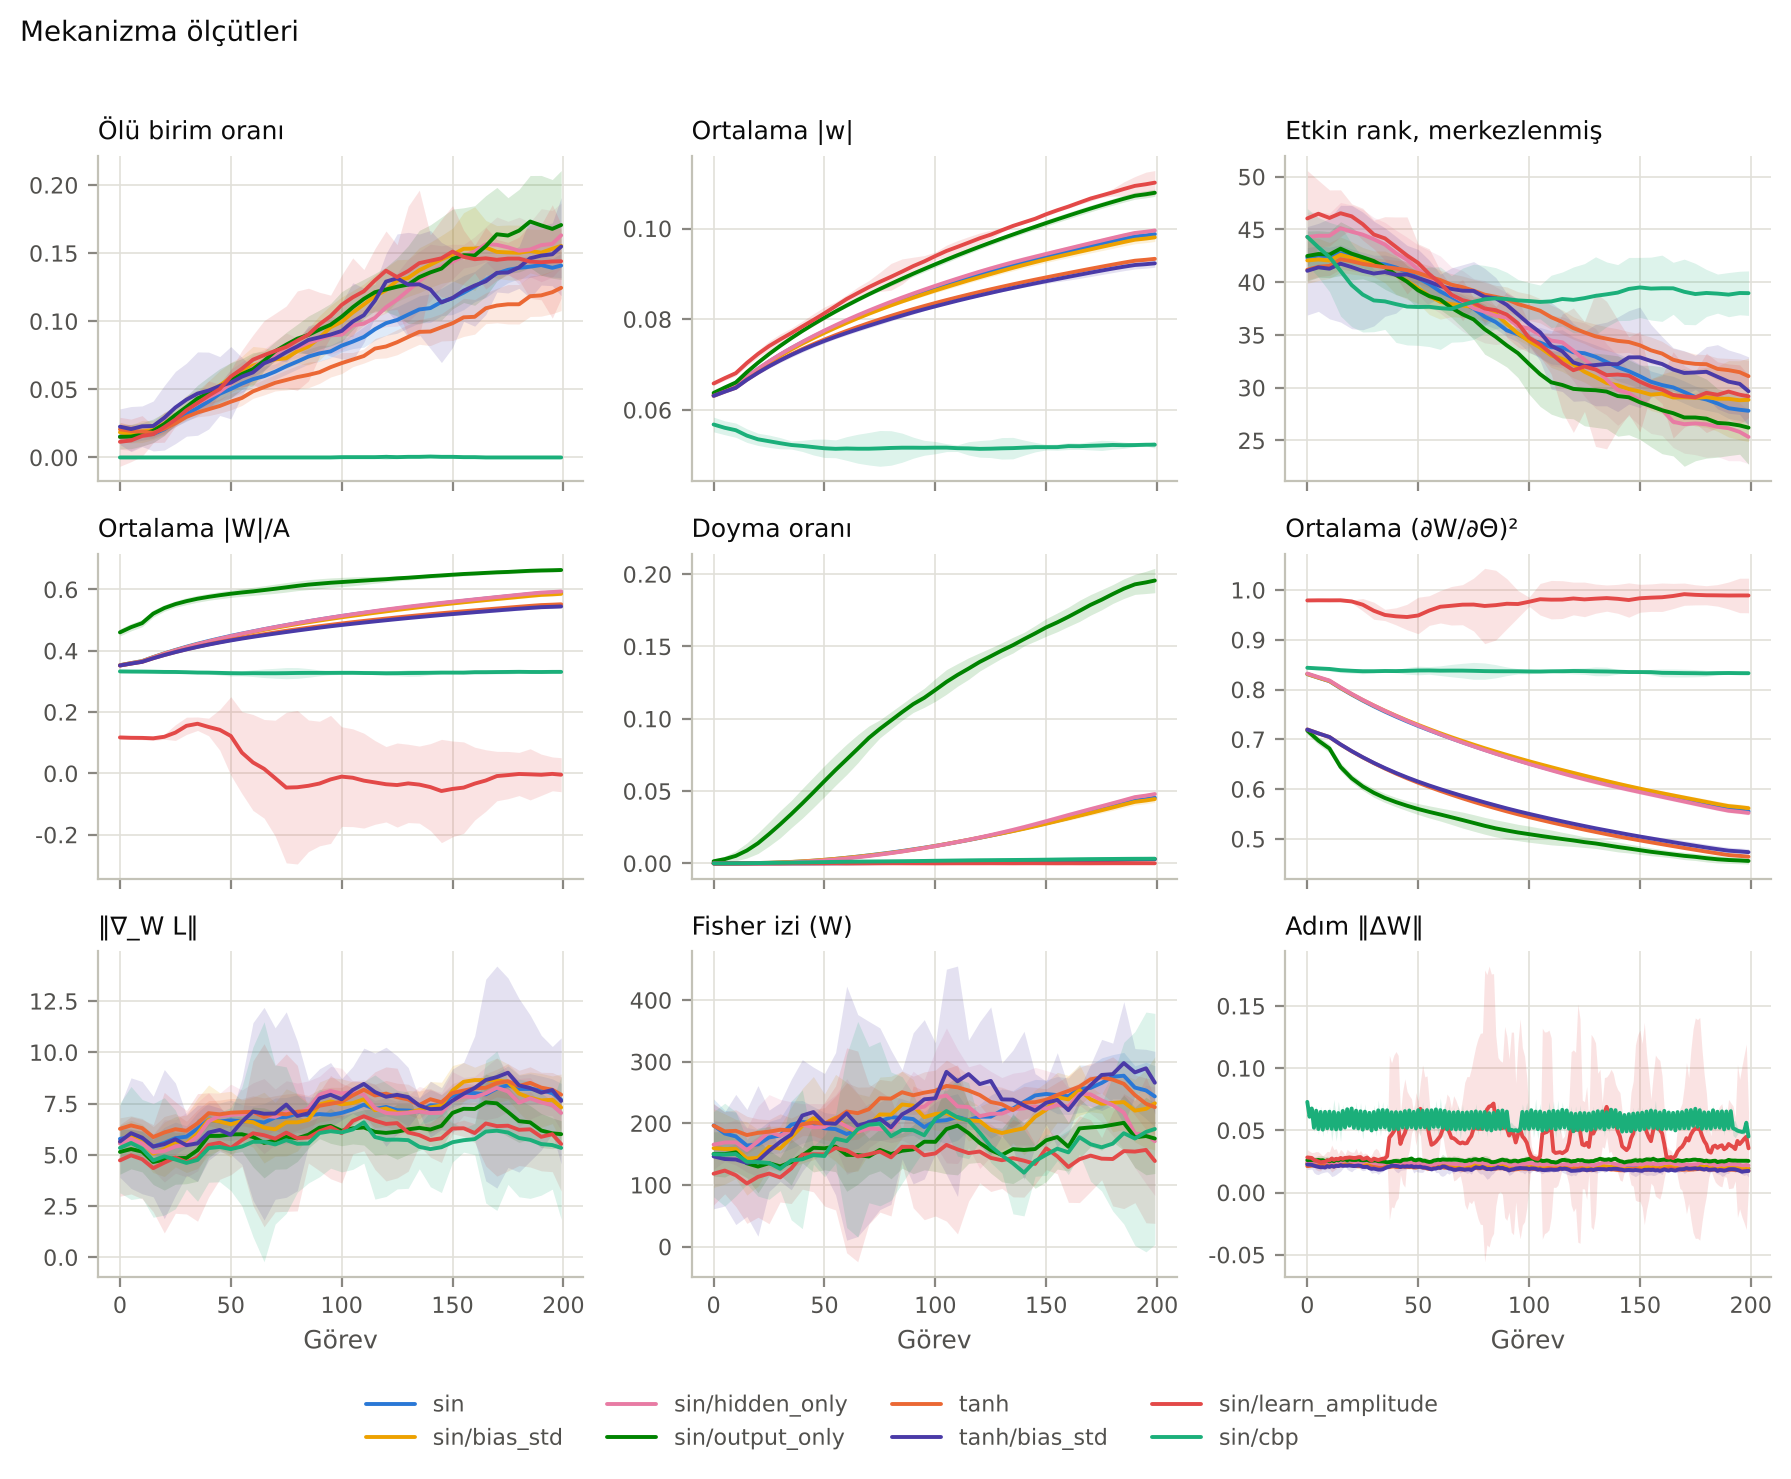 Mekanizma ölçütleri
Ölü birim oranı
0.20
0.15
0.10
0.05
0.00
Ortalama |w|
0.10
0.08
0.06
Etkin rank, merkezlenmiş
50
45
40
35
30
25
Ortalama |W|/A
0.6
0.4
0.2
0.0
-0.2
Doyma oranı
0.20
0.15
0.10
0.05
0.00
Ortalama (∂W/∂Θ)²
1.0
0.9
0.8
0.7
0.6
0.5
‖∇_W L‖
12.5
10.0
7.5
5.0
2.5
0.0
0 50 100 150 200
Görev
Fisher izi (W)
400
300
200
100
0
0 50 100 150 200
Görev
Adım ‖ΔW‖
0.15
0.10
0.05
0.00
-0.05
0 50 100 150 200
Görev
sin sin/hidden_only tanh sin/learn_amplitude
sin/bias_std sin/output_only tanh/bias_std sin/cbp